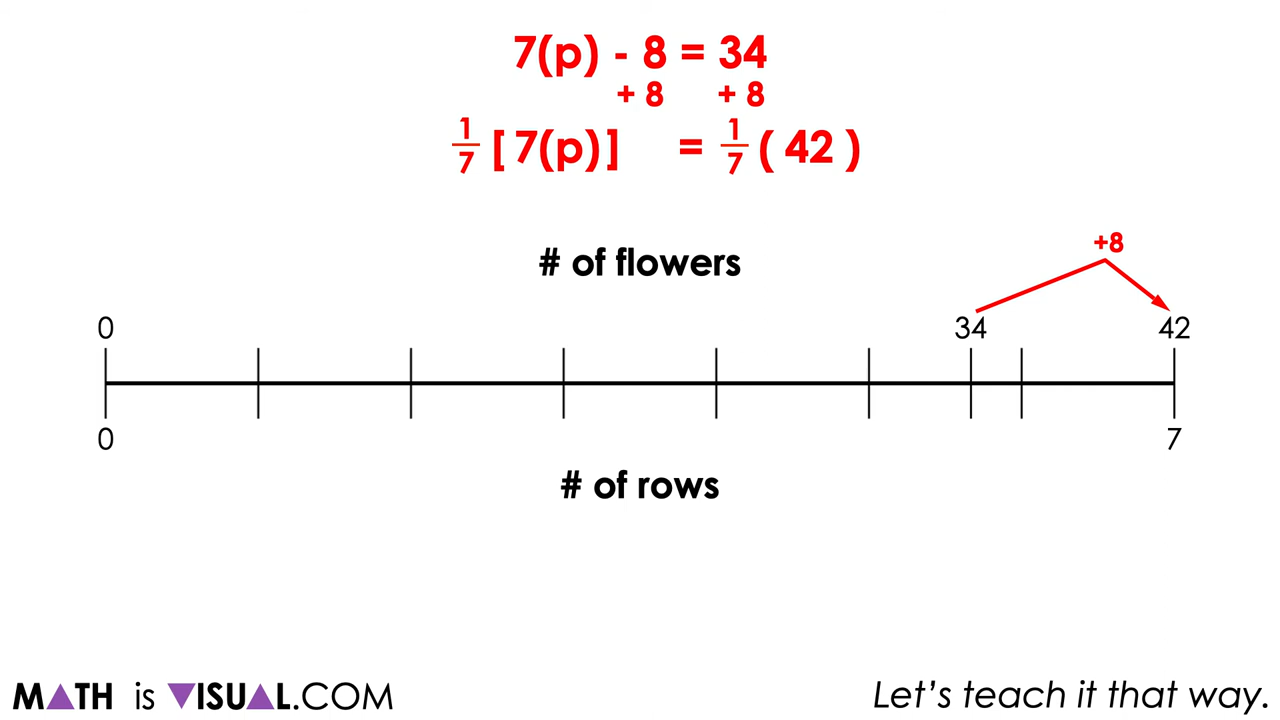 7(p) - 8 = 34
+ 8 + 8
1/7 [ 7(p) ] = 1/7 ( 42 )
+8
# of flowers
0 34 42
0 7
# of rows
MATH is VISUAL.COM
Let's teach it that way.